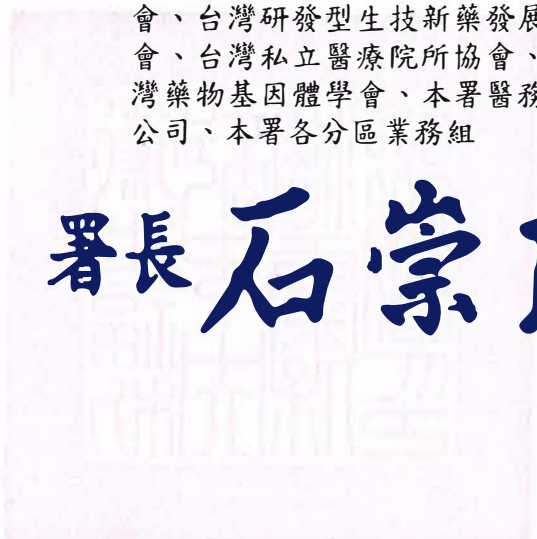 會、台灣研發型生技新藥發展
會、台灣私立醫療院所協會、
灣藥物基因體學會、本署醫務
公司、本署各分區業務組
署長 石崇